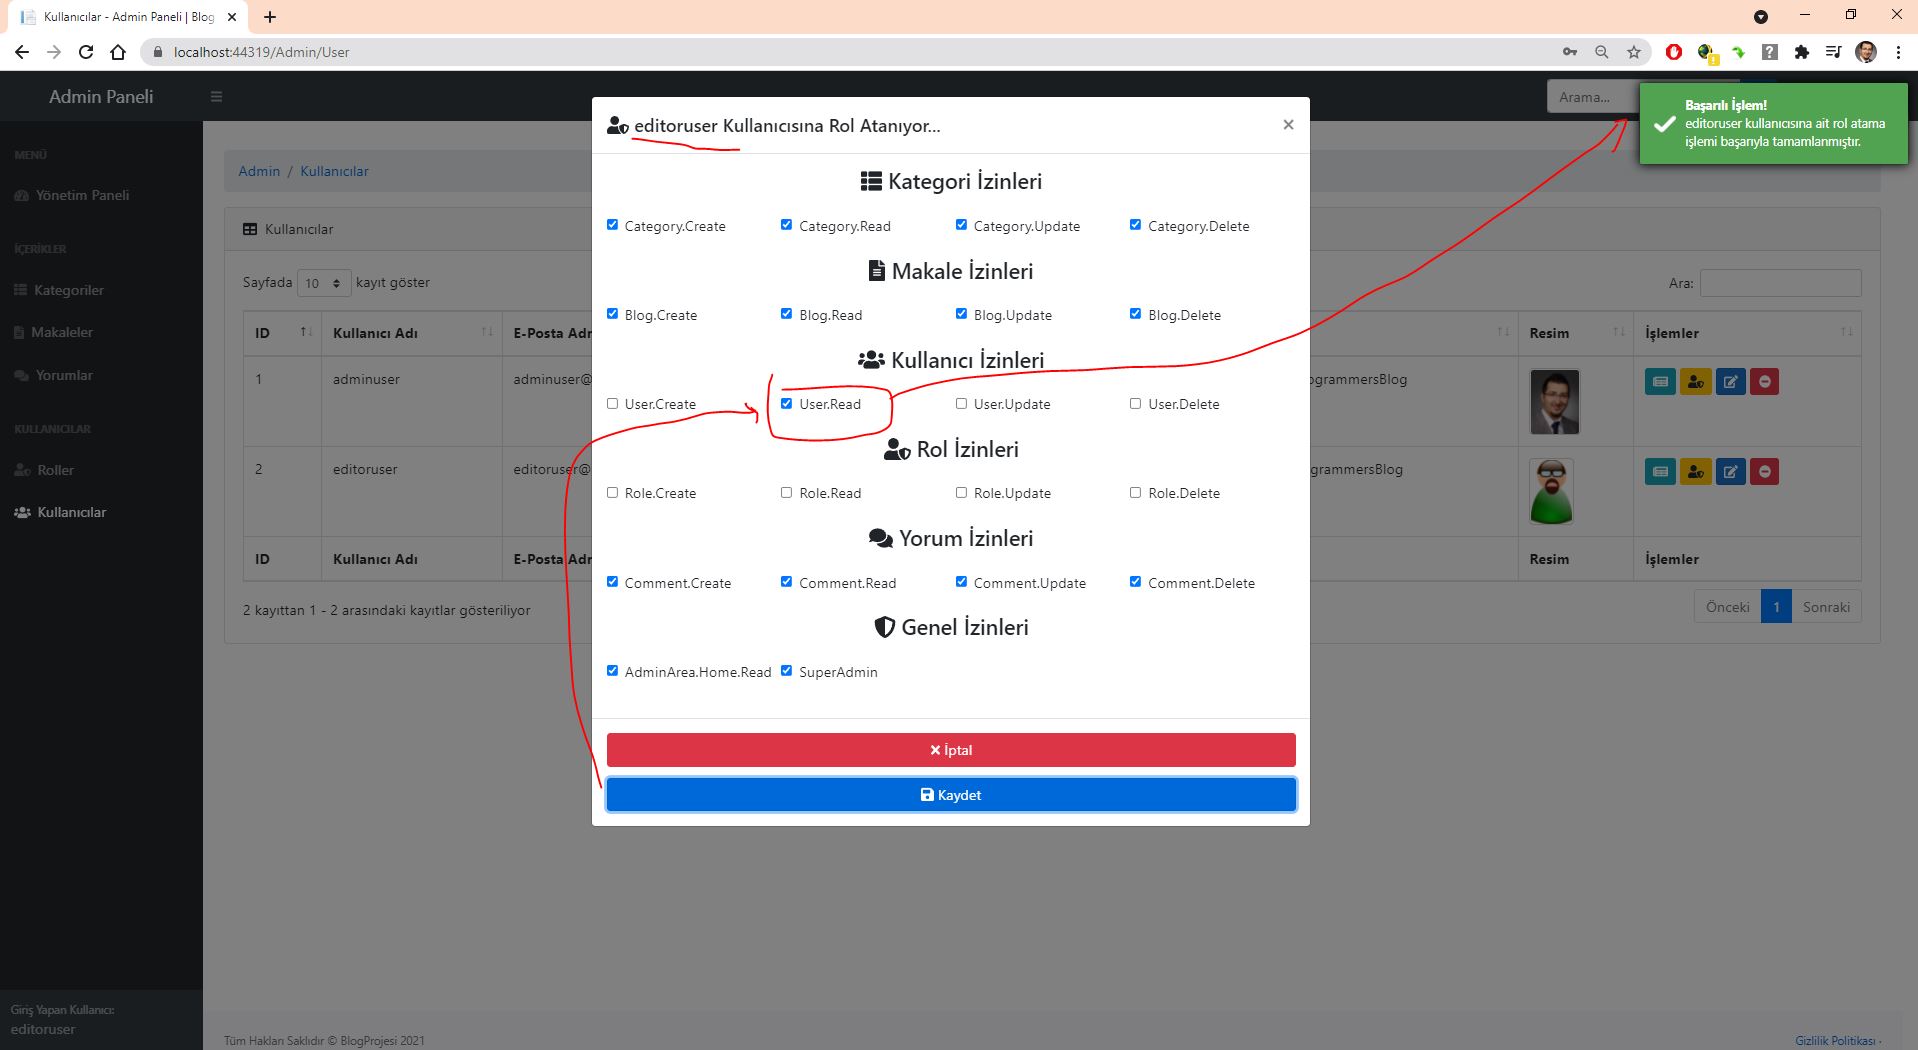 Kullanıcılar - Admin Paneli | Blog
localhost:44319/Admin/User
Admin Paneli
Arama...
Başarılı İşlem!
editoruser kullanıcısına ait rol atama
işlemi başarıyla tamamlanmıştır.
MENÜ
Yönetim Paneli
İÇERİKLER
Kategoriler
Makaleler
Yorumlar
KULLANICILAR
Roller
Kullanıcılar
Giriş Yapan Kullanıcı:
editoruser
Admin / Kullanıcılar
Kullanıcılar
Sayfada 10 kayıt göster
Ara:
ID Kullanıcı Adı E-Posta Adr Resim İşlemler
1 adminuser adminuser@ ogrammersBlog
2 editoruser editoruser@ grammersBlog
ID Kullanıcı Adı E-Posta Adr Resim İşlemler
2 kayıttan 1 - 2 arasındaki kayıtlar gösteriliyor
Önceki 1 Sonraki
editoruser Kullanıcısına Rol Atanıyor...
×
Kategori İzinleri
Category.Create Category.Read Category.Update Category.Delete
Makale İzinleri
Blog.Create Blog.Read Blog.Update Blog.Delete
Kullanıcı İzinleri
User.Create User.Read User.Update User.Delete
Rol İzinleri
Role.Create Role.Read Role.Update Role.Delete
Yorum İzinleri
Comment.Create Comment.Read Comment.Update Comment.Delete
Genel İzinleri
AdminArea.Home.Read SuperAdmin
İptal
Kaydet
Tüm Hakları Saklıdır © BlogProjesi 2021
Gizlilik Politikası ·